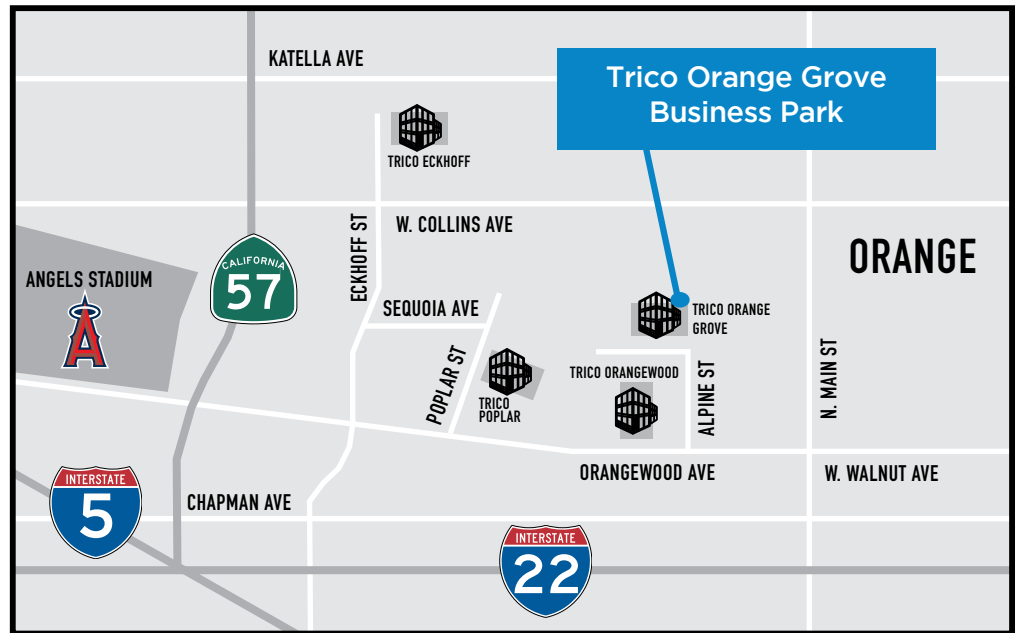 KATELLA AVE
Trico Orange Grove
Business Park
TRICO ECKHOFF
ECKHOFF ST
W. COLLINS AVE
ORANGE
ANGELS STADIUM
A
CALIFORNIA
57
SEQUOIA AVE
TRICO ORANGE
GROVE
POPLAR ST
TRICO
POPLAR
TRICO ORANGEWOOD
ALPINE ST
N. MAIN ST
ORANGEWOOD AVE
W. WALNUT AVE
INTERSTATE
5
CHAPMAN AVE
INTERSTATE
22